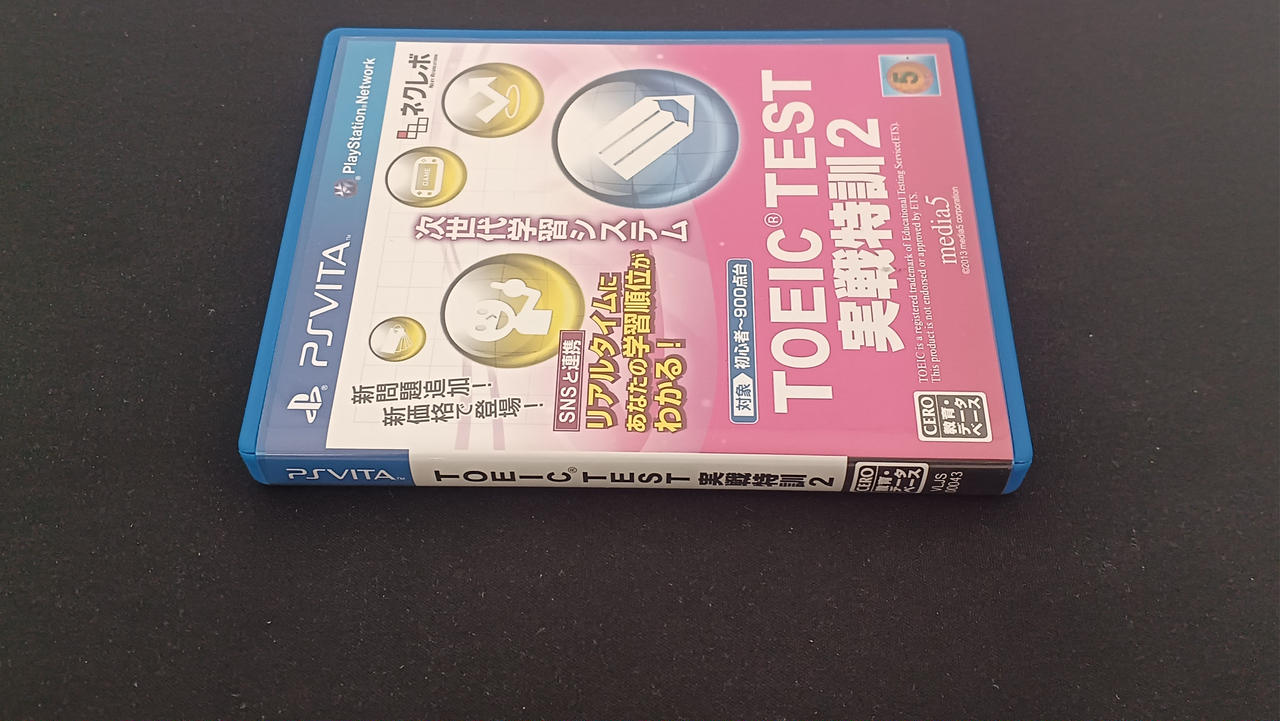 PSVITA™
PlayStation®Network
新問題追加！
新価格で登場！
GAME
ネクレボ
次世代学習システム
SNSと連携
リアルタイムに
あなたの学習順位が
わかる！
対象 初心者～900点台
TOEIC® TEST
実戦特訓2
5
TOEIC is a registered trademark of Educational Testing Service(ETS).
This product is not endorsed or approved by ETS.
media5
©2013 media5 corporation
CERO
教育・
データ
ベース
PSVITA™
TOEIC® TEST 実戦特訓2
CERO
教育・
データ
ベース
VLJS
00043